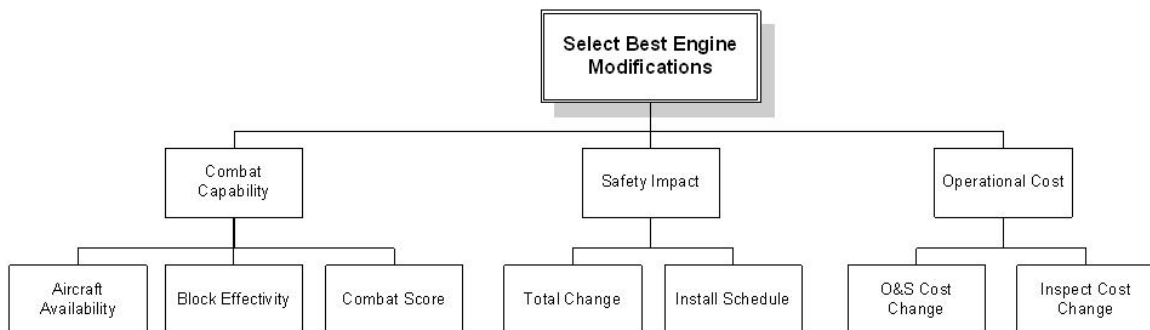 Select Best Engine
Modifications
Combat
Capability
Safety Impact
Operational Cost
Aircraft
Availability
Block Effectivity
Combat Score
Total Change
Install Schedule
O&S Cost
Change
Inspect Cost
Change